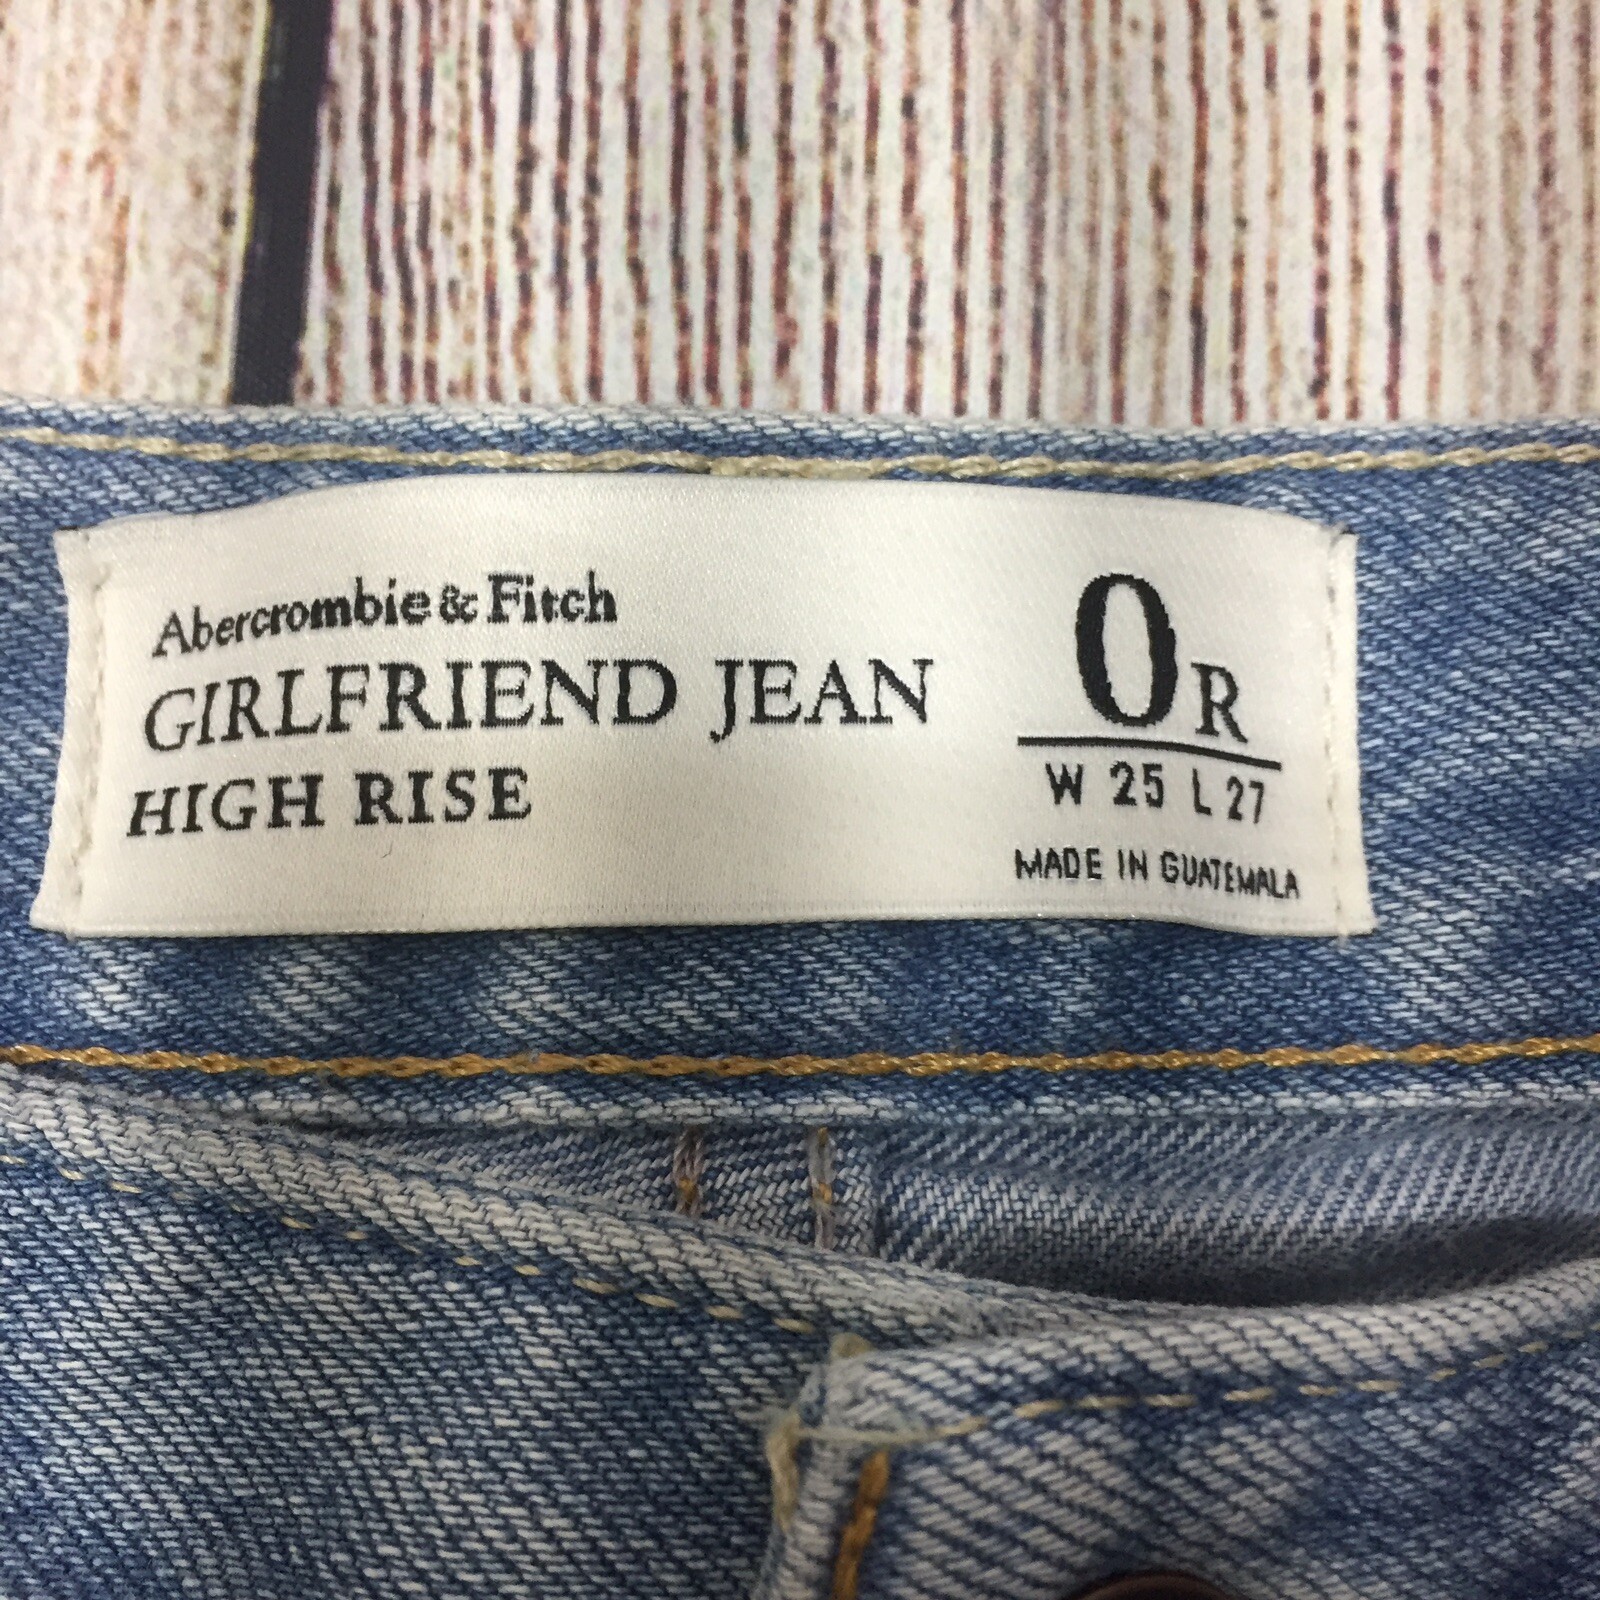 Abercrombie & Fitch
GIRLFRIEND JEAN
HIGH RISE
0R
W 25 L 27
MADE IN GUATEMALA